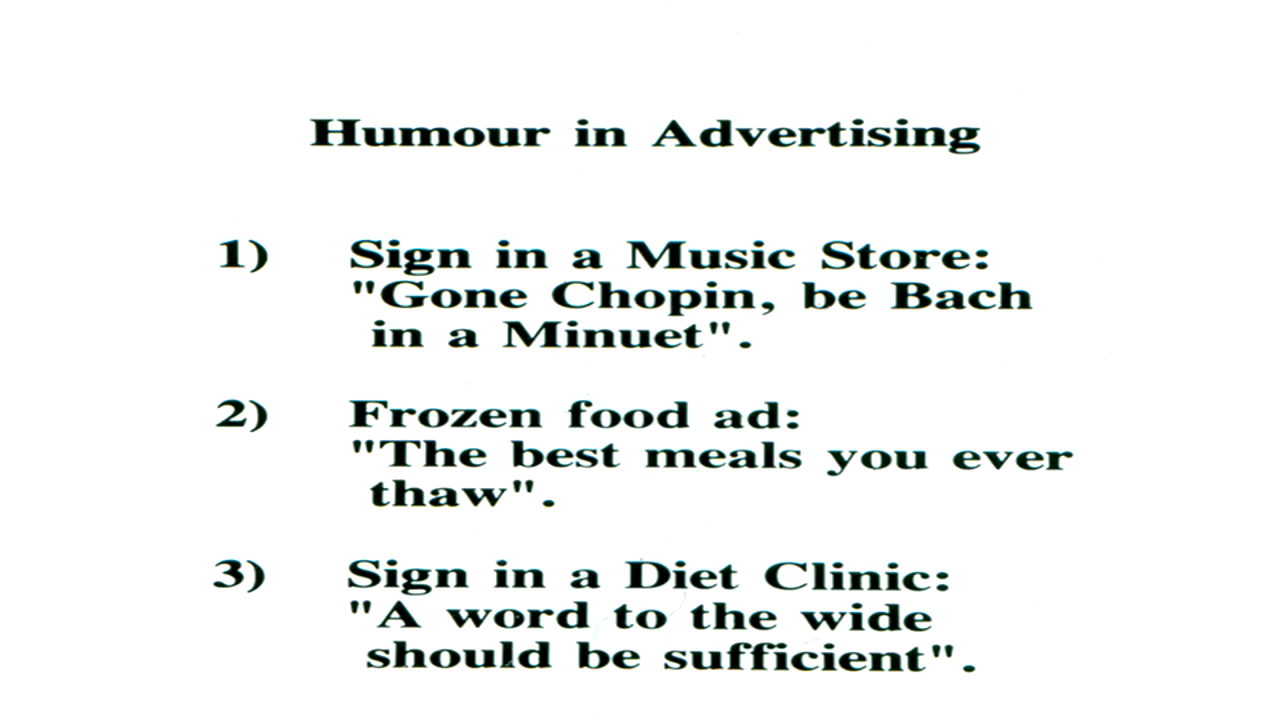 Humour in Advertising
1) Sign in a Music Store:
"Gone Chopin, be Bach
in a Minuet".
2) Frozen food ad:
"The best meals you ever
thaw".
3) Sign in a Diet Clinic:
"A word to the wide
should be sufficient".